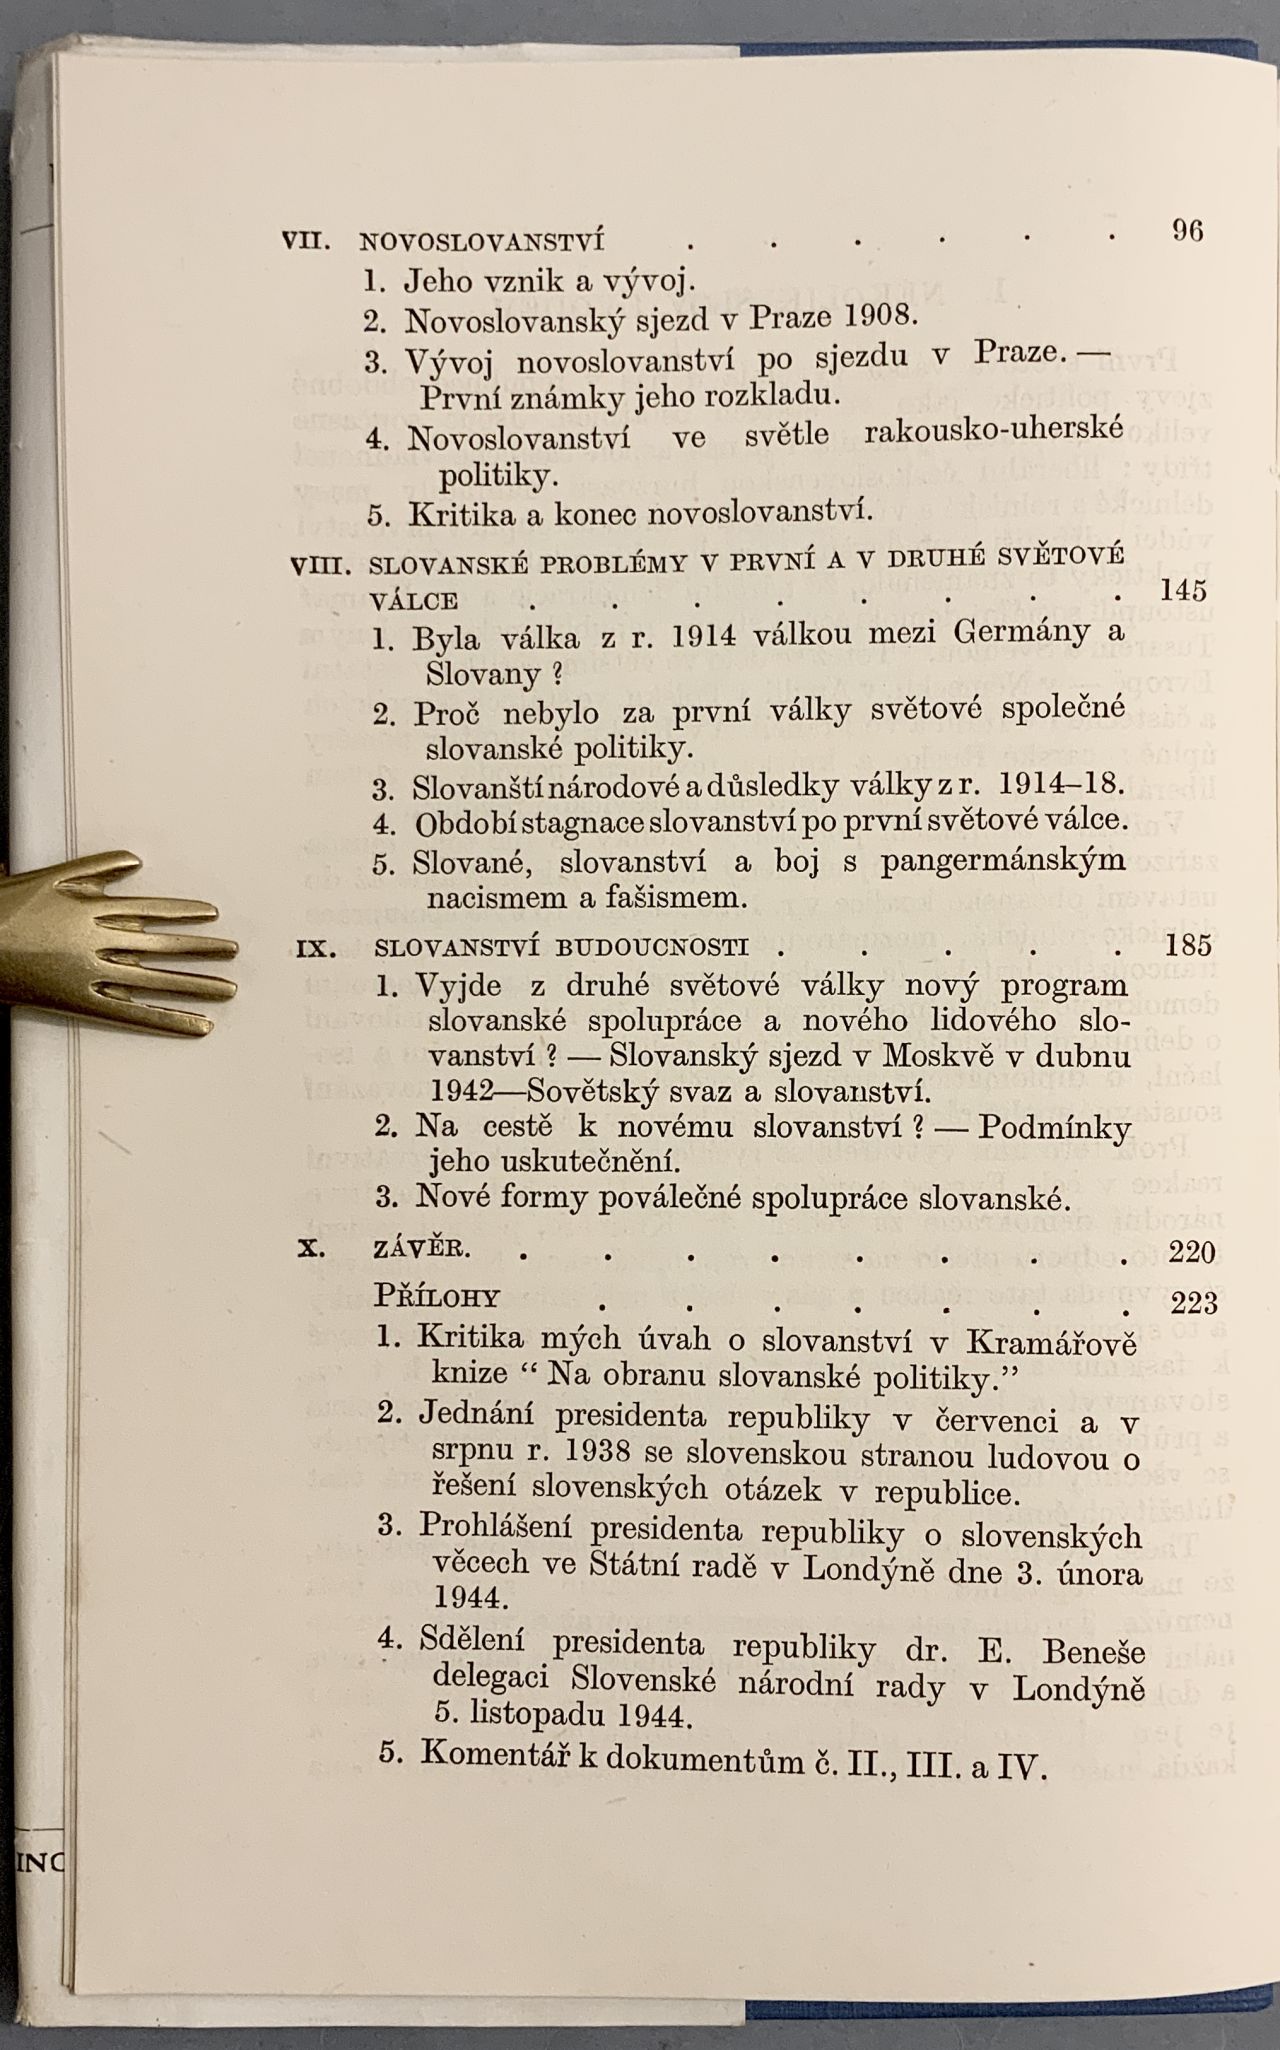 VII. NOVOSLOVANSTVÍ . . . . . . 96
1. Jeho vznik a vývoj.
2. Novoslovanský sjezd v Praze 1908.
3. Vývoj novoslovanství po sjezdu v Praze. —
První známky jeho rozkladu.
4. Novoslovanství ve světle rakousko-uherské
politiky.
5. Kritika a konec novoslovanství.
VIII. SLOVANSKÉ PROBLÉMY V PRVNÍ A V DRUHÉ SVĚTOVÉ
VÁLCE . . . . . . . . 145
1. Byla válka z r. 1914 válkou mezi Germány a
Slovany ?
2. Proč nebylo za první války světové společné
slovanské politiky.
3. Slovanští národové a důsledky války z r. 1914–18.
4. Období stagnace slovanství po první světové válce.
5. Slované, slovanství a boj s pangermánským
nacismem a fašismem.
IX. SLOVANSTVÍ BUDOUCNOSTI . . . . . 185
1. Vyjde z druhé světové války nový program
slovanské spolupráce a nového lidového slo-
vanství ? — Slovanský sjezd v Moskvě v dubnu
1942—Sovětský svaz a slovanství.
2. Na cestě k novému slovanství ? — Podmínky
jeho uskutečnění.
3. Nové formy poválečné spolupráce slovanské.
X. ZÁVĚR. . . . . . . . . 220
PŘÍLOHY . . . . . . . 223
1. Kritika mých úvah o slovanství v Kramářově
knize “ Na obranu slovanské politiky.”
2. Jednání presidenta republiky v červenci a v
srpnu r. 1938 se slovenskou stranou ludovou o
řešení slovenských otázek v republice.
3. Prohlášení presidenta republiky o slovenských
věcech ve Státní radě v Londýně dne 3. února
1944.
4. Sdělení presidenta republiky dr. E. Beneše
delegaci Slovenské národní rady v Londýně
5. listopadu 1944.
5. Komentář k dokumentům č. II., III. a IV.